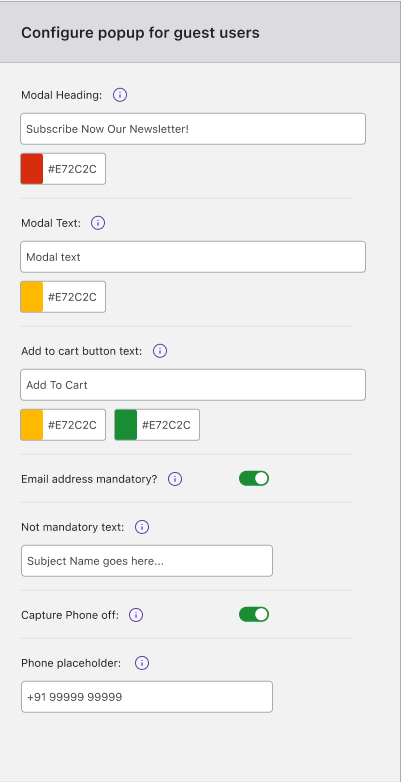 Configure popup for guest users
Modal Heading:
Subscribe Now Our Newsletter!
#E72C2C
Modal Text:
Modal text
#E72C2C
Add to cart button text:
Add To Cart
#E72C2C #E72C2C
Email address mandatory?
Not mandatory text:
Subject Name goes here...
Capture Phone off:
Phone placeholder:
+91 99999 99999